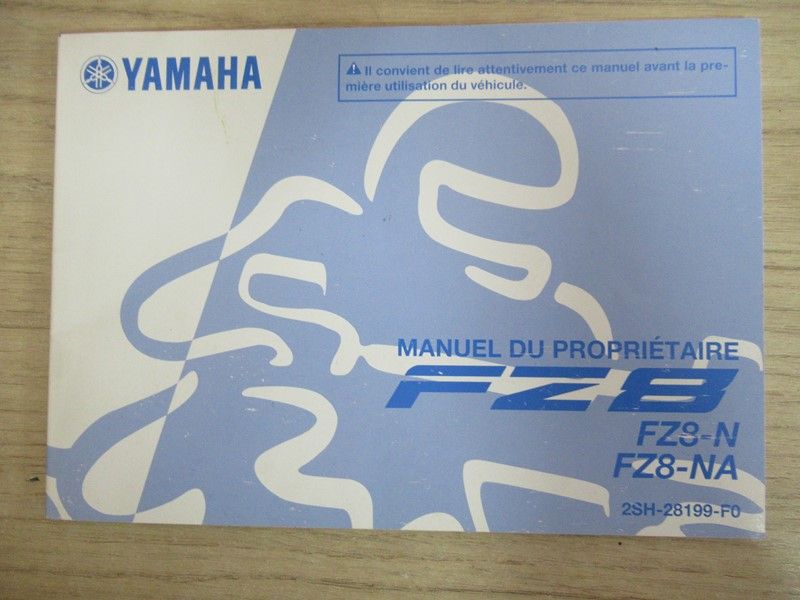 YAMAHA
⚠ Il convient de lire attentivement ce manuel avant la pre-
mière utilisation du véhicule.
MANUEL DU PROPRIÉTAIRE
FZ8
FZ8-N
FZ8-NA
2SH-28199-F0